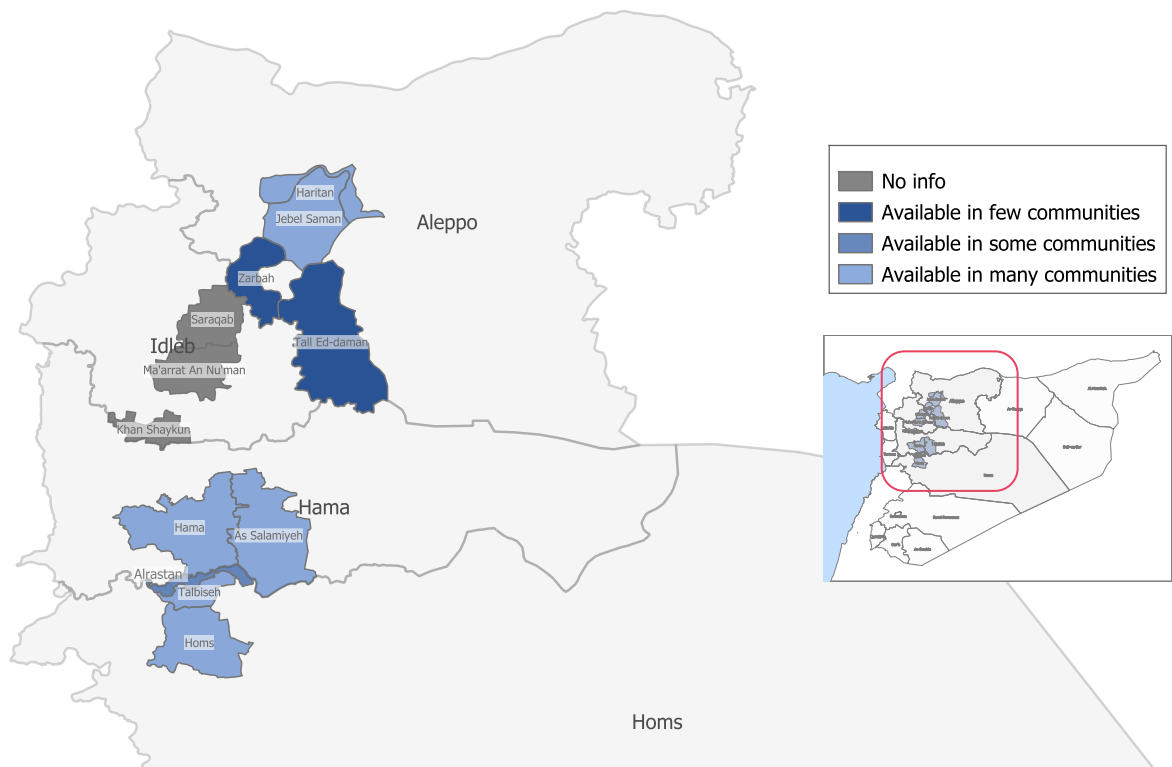 Haritan
Jebel Saman
Aleppo
Zarbah
Saraqab
Idleb
Tall Ed-daman
Ma'arrat An Nu'man
Khan Shaykun
Hama
Hama
As Salamiyeh
Alrastan
Talbiseh
Homs
Homs
No info
Available in few communities
Available in some communities
Available in many communities
Aleppo